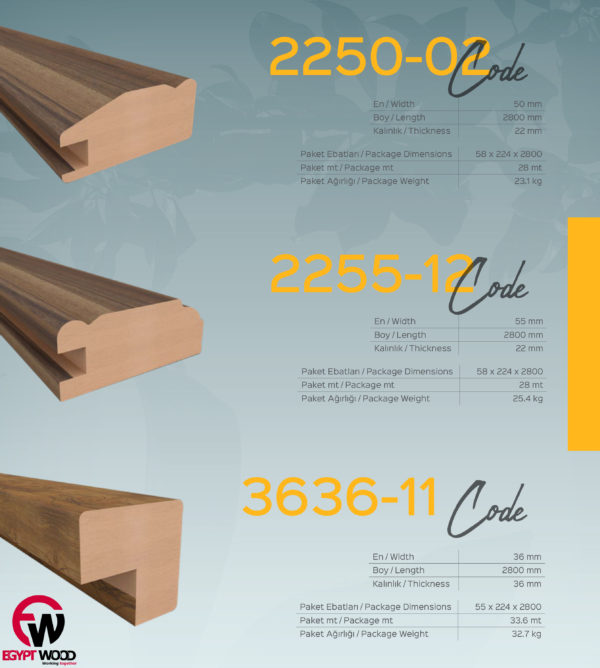 2250-02 Code
En / Width 50 mm
Boy / Length 2800 mm
Kalınlık / Thickness 22 mm
Paket Ebatları / Package Dimensions 58 x 224 x 2800
Paket mt / Package mt 28 mt
Paket Ağırlığı / Package Weight 23.1 kg
2255-12 Code
En / Width 55 mm
Boy / Length 2800 mm
Kalınlık / Thickness 22 mm
Paket Ebatları / Package Dimensions 58 x 224 x 2800
Paket mt / Package mt 28 mt
Paket Ağırlığı / Package Weight 25.4 kg
3636-11 Code
En / Width 36 mm
Boy / Length 2800 mm
Kalınlık / Thickness 36 mm
Paket Ebatları / Package Dimensions 55 x 224 x 2800
Paket mt / Package mt 33.6 mt
Paket Ağırlığı / Package Weight 32.7 kg
EW
EGYPT WOOD
Working together